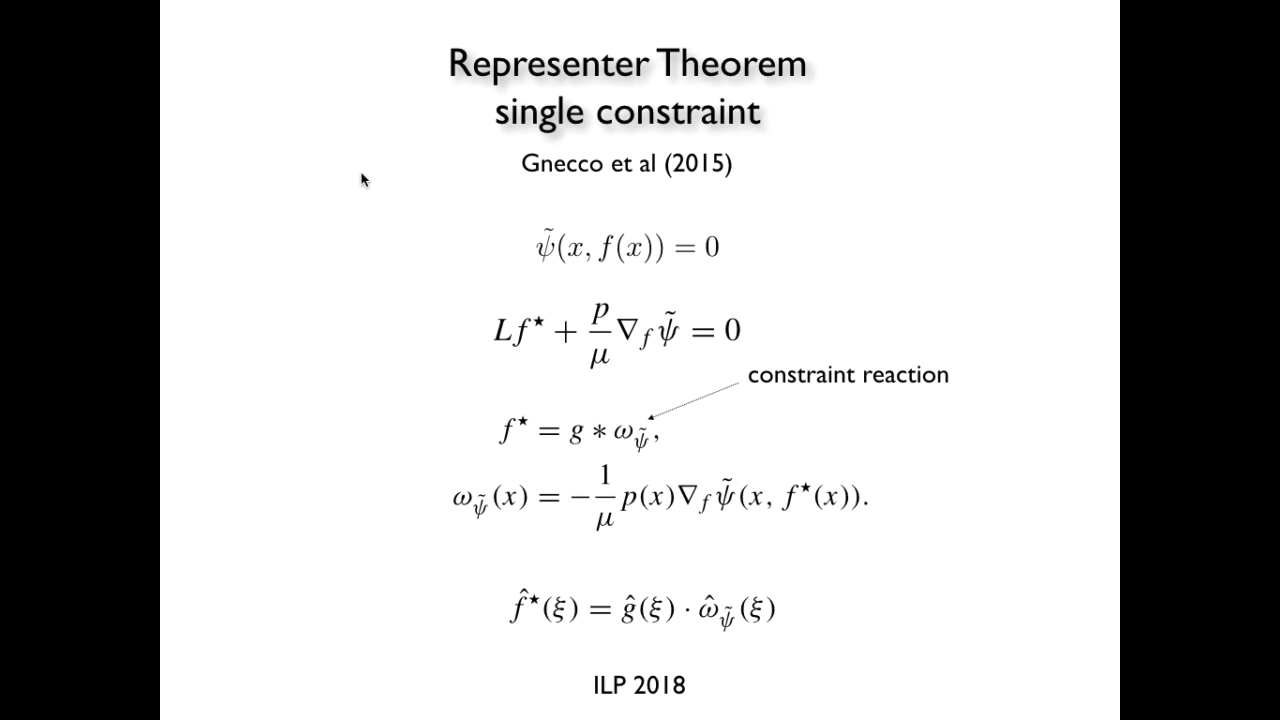 Representer Theorem
single constraint
Gnecco et al (2015)
ψ̃(x, f(x)) = 0
Lf⋆ + p/μ ∇_f ψ̃ = 0
constraint reaction
f⋆ = g ∗ ω_ψ̃,
ω_ψ̃(x) = −1/μ p(x)∇_f ψ̃(x, f⋆(x)).
f̂⋆(ξ) = ĝ(ξ) · ω̂_ψ̃(ξ)
ILP 2018